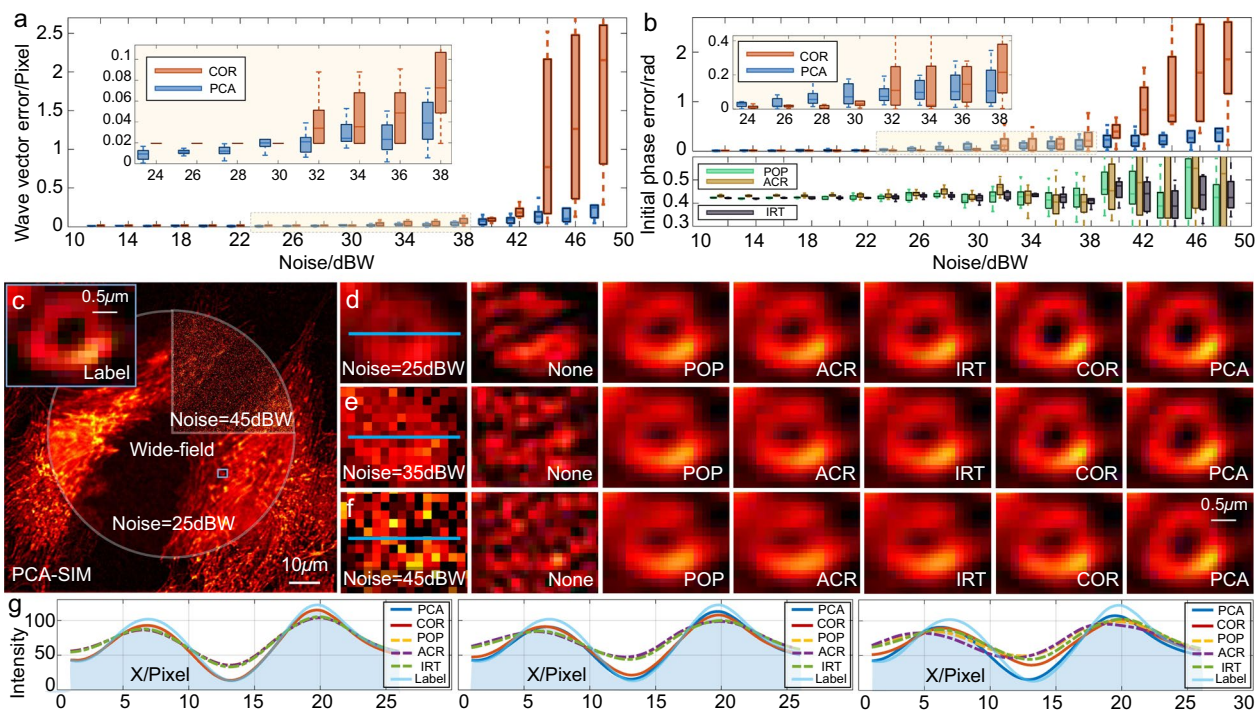 a
Wave vector error/Pixel
2.5
2
1.5
1
0.5
0
0.1
0.08
0.06
0.04
0.02
0
COR
PCA
24 26 28 30 32 34 36 38
10 14 18 22 26 30 34 38 42 46 50
Noise/dBW
b
Initial phase error/rad
2
1
0
0.4
0.2
0
COR
PCA
24 26 28 30 32 34 36 38
0.5
0.4
0.3
POP
ACR
IRT
10 14 18 22 26 30 34 38 42 46 50
Noise/dBW
c
0.5μm
Label
Noise=45dBW
Wide-field
Noise=25dBW
PCA-SIM
10μm
d
Noise=25dBW
None
POP
ACR
IRT
COR
PCA
e
Noise=35dBW
None
POP
ACR
IRT
COR
PCA
f
Noise=45dBW
None
POP
ACR
IRT
COR
0.5μm
PCA
g
Intensity
100
50
0
X/Pixel
PCA
COR
POP
ACR
IRT
Label
0 5 10 15 20 25
X/Pixel
PCA
COR
POP
ACR
IRT
Label
0 5 10 15 20 25
X/Pixel
PCA
COR
POP
ACR
IRT
Label
0 5 10 15 20 25 30